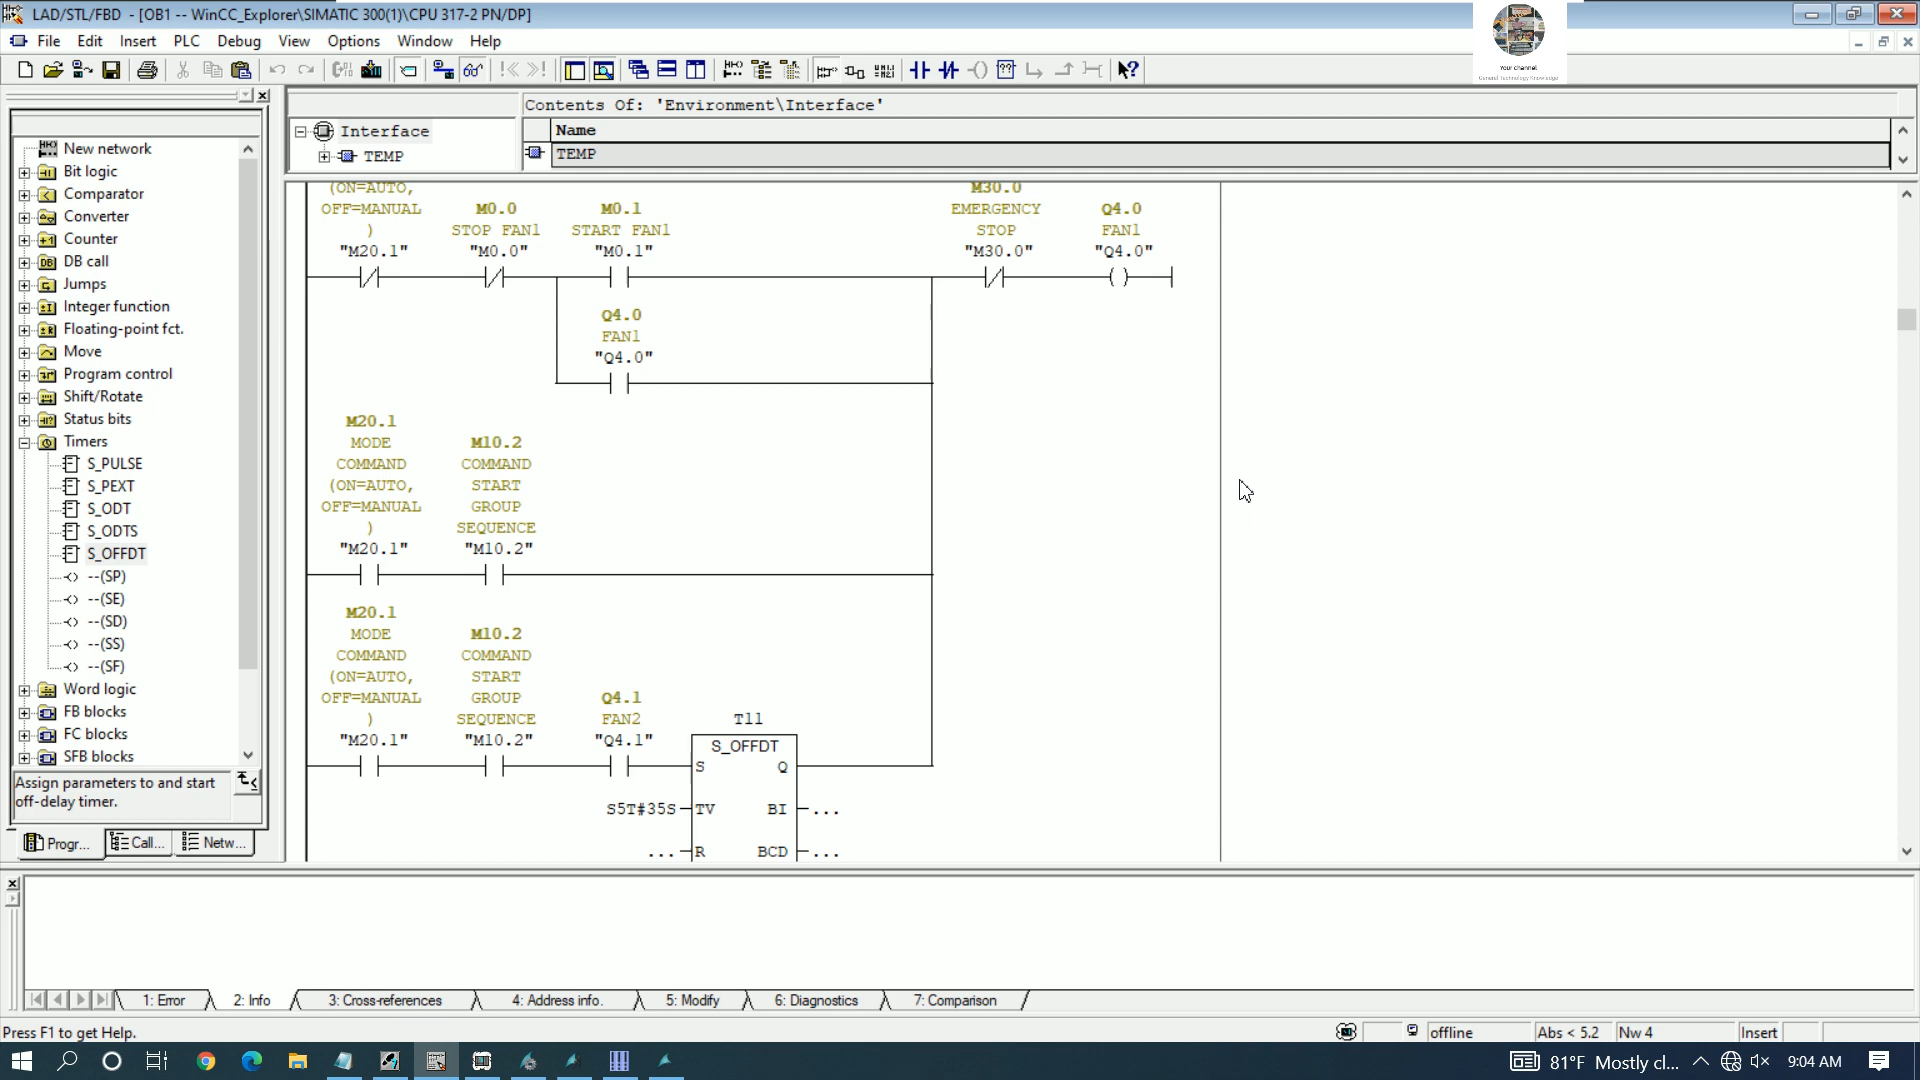 LAD/STL/FBD - [OB1 -- WinCC_Explorer\SIMATIC 300(1)\CPU 317-2 PN/DP]
File Edit Insert PLC Debug View Options Window Help
Your channel
General Technology Knowledge
Contents Of: 'Environment\Interface'
Interface
TEMP
Name
TEMP
New network
Bit logic
Comparator
Converter
Counter
DB call
Jumps
Integer function
Floating-point fct.
Move
Program control
Shift/Rotate
Status bits
Timers
S_PULSE
S_PEXT
S_ODT
S_ODTS
S_OFFDT
--(SP)
--(SE)
--(SD)
--(SS)
--(SF)
Word logic
FB blocks
FC blocks
SFB blocks
Assign parameters to and start
off-delay timer.
Progr... Call... Netw...
(ON=AUTO,
OFF=MANUAL
)
"M20.1"
M0.0
STOP FAN1
"M0.0"
M0.1
START FAN1
"M0.1"
M30.0
EMERGENCY
STOP
"M30.0"
Q4.0
FAN1
"Q4.0"
Q4.0
FAN1
"Q4.0"
M20.1
MODE
COMMAND
(ON=AUTO,
OFF=MANUAL
)
"M20.1"
M10.2
COMMAND
START
GROUP
SEQUENCE
"M10.2"
M20.1
MODE
COMMAND
(ON=AUTO,
OFF=MANUAL
)
"M20.1"
M10.2
COMMAND
START
GROUP
SEQUENCE
"M10.2"
Q4.1
FAN2
"Q4.1"
T11
S_OFFDT
S Q
S5T#35S TV BI ...
... R BCD ...
1: Error 2: Info 3: Cross-references 4: Address info. 5: Modify 6: Diagnostics 7: Comparison
Press F1 to get Help.
offline Abs < 5.2 Nw 4 Insert
81°F Mostly cl... 9:04 AM